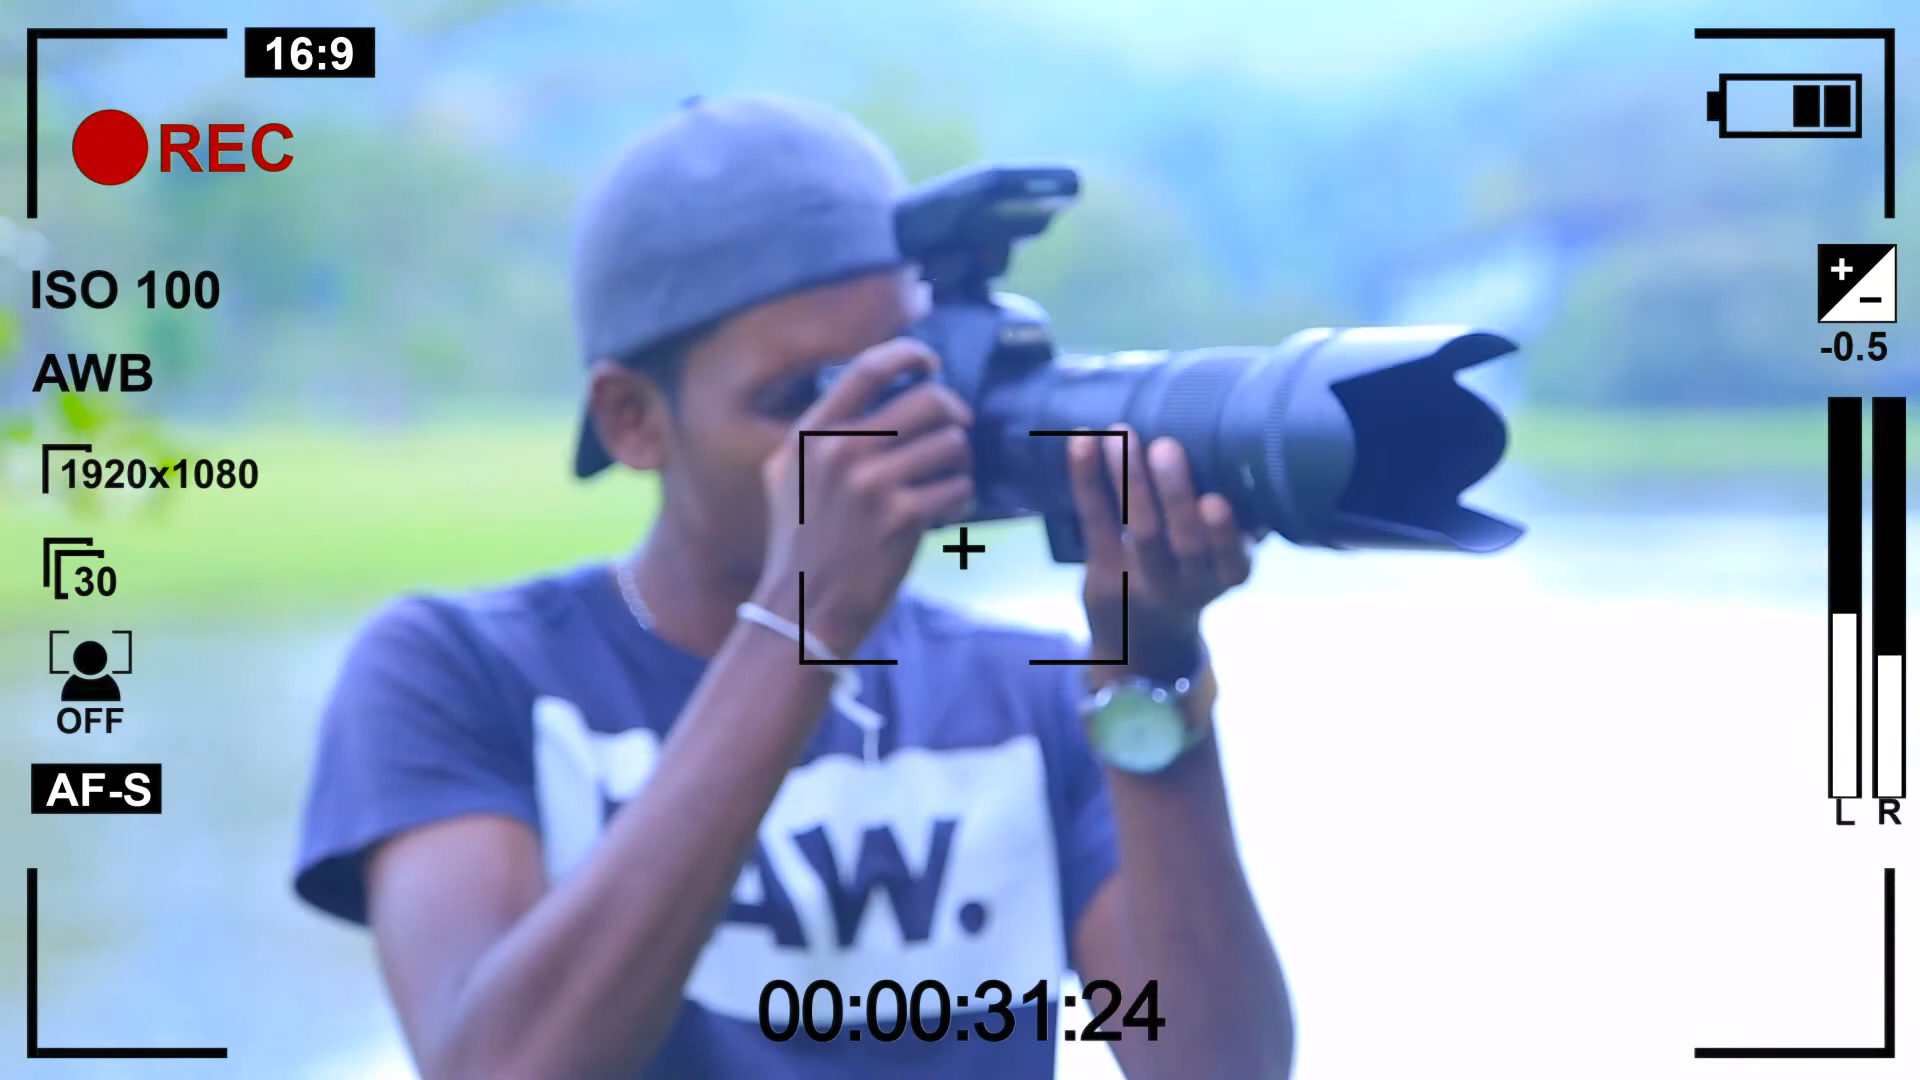 16:9
REC
ISO 100
AWB
1920x1080
30
OFF
AF-S
+
−
-0.5
L R
AW.
00:00:31:24